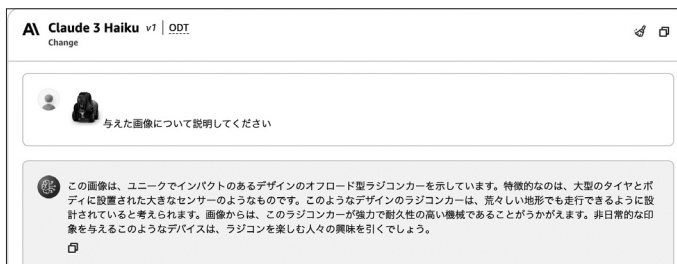 Claude 3 Haiku v1 | ODT
Change
与えた画像について説明してください
この画像は、ユニークでインパクトのあるデザインのオフロード型ラジコンカーを示しています。特徴的なのは、大型のタイヤとボ
ディに設置された大きなセンサーのようなものです。このようなデザインのラジコンカーは、荒々しい地形でも走行できるように設
計されていると考えられます。画像からは、このラジコンカーが強力で耐久性の高い機械であることがうかがえます。非日常的な印
象を与えるこのようなデバイスは、ラジコンを楽しむ人々の興味を引くでしょう。